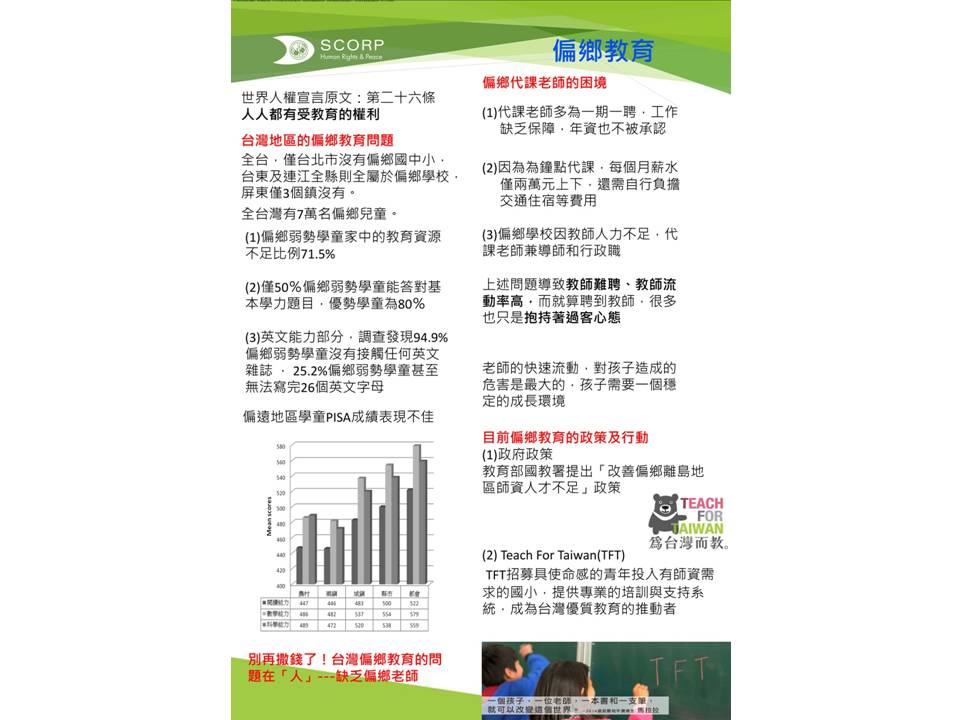 SCORP
Human Rights & Peace
偏鄉教育
世界人權宣言原文：第二十六條
人人都有受教育的權利
台灣地區的偏鄉教育問題
全台，僅台北市沒有偏鄉國中小，
台東及連江全縣則全屬於偏鄉學校，
屏東僅3個鎮沒有。
全台灣有7萬名偏鄉兒童。
(1)偏鄉弱勢學童家中的教育資源
不足比例71.5%
(2)僅50%偏鄉弱勢學童能答對基
本學力題目，優勢學童為80%
(3)英文能力部分，調查發現94.9%
偏鄉弱勢學童沒有接觸任何英文
雜誌 ， 25.2%偏鄉弱勢學童甚至
無法寫完26個英文字母
偏遠地區學童PISA成績表現不佳
Mean scores
580
560
540
520
500
480
460
440
420
400
農村 鄉鎮 城鎮 縣市 都會
閱讀能力 447 446 483 500 522
數學能力 486 482 537 554 579
科學能力 489 472 520 538 559
別再撒錢了！台灣偏鄉教育的問
題在「人」---缺乏偏鄉老師
偏鄉代課老師的困境
(1)代課老師多為一期一聘，工作
缺乏保障，年資也不被承認
(2)因為為鐘點代課，每個月薪水
僅兩萬元上下，還需自行負擔
交通住宿等費用
(3)偏鄉學校因教師人力不足，代
課老師兼導師和行政職
上述問題導致教師難聘、教師流
動率高，而就算聘到教師，很多
也只是抱持著過客心態
老師的快速流動，對孩子造成的
危害是最大的，孩子需要一個穩
定的成長環境
目前偏鄉教育的政策及行動
(1)政府政策
教育部國教署提出「改善偏鄉離島地
區師資人才不足」政策
TEACH
FOR
TAIWAN
為台灣而教。
(2) Teach For Taiwan(TFT)
TFT招募具使命感的青年投入有師資需
求的國小，提供專業的培訓與支持系
統，成為台灣優質教育的推動者
TFT
一個孩子，一位老師，一本書和一支筆，
就可以改變這個世界。